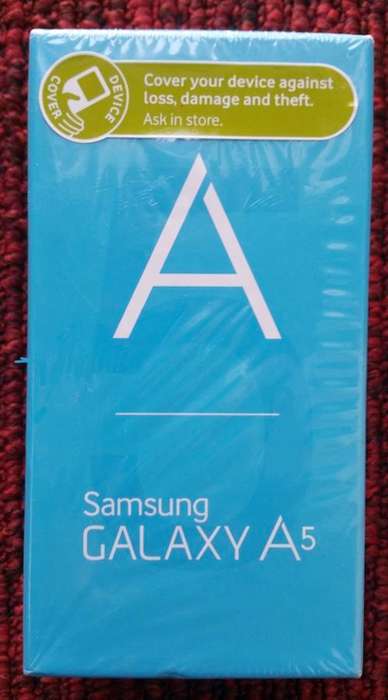 COVER DEVICE
Cover your device against
loss, damage and theft.
Ask in store.
A
Samsung
GALAXY A5